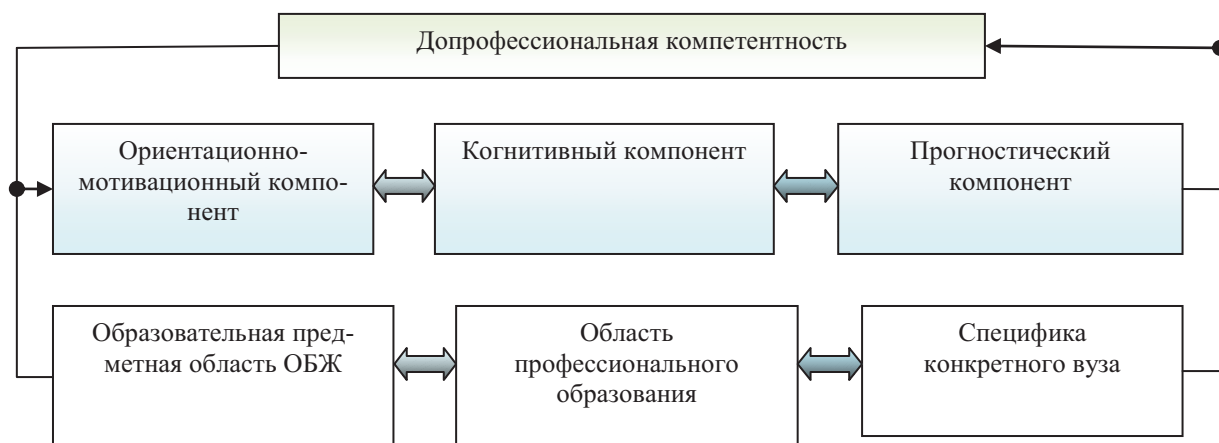 Допрофессиональная компетентность
Ориентационно-
мотивационный компо-
нент
Когнитивный компонент
Прогностический
компонент
Образовательная пред-
метная область ОБЖ
Область
профессионального
образования
Специфика
конкретного вуза